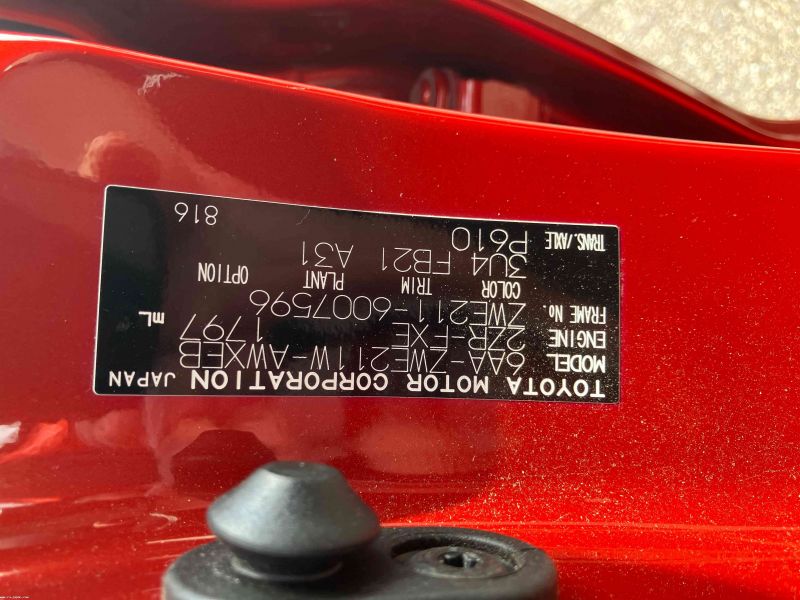 TOYOTA MOTOR CORPORATION JAPAN
MODEL 6AA-ZWE211W-AWXEB
ENGINE 2ZR-FXE 1797 mL
FRAME No. ZWE211-6007596
COLOR TRIM PLANT OPTION
3U4 FB21 A31
TRANS./AXLE P610
816